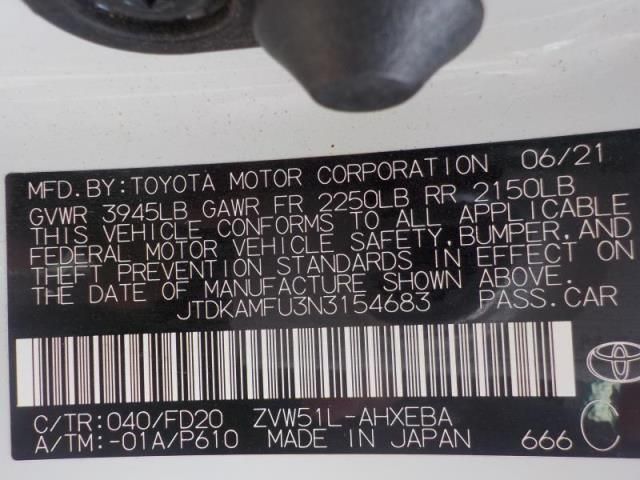 MFD.BY:TOYOTA MOTOR CORPORATION 06/21
GVWR 3945LB GAWR FR 2250LB RR 2150LB
THIS VEHICLE CONFORMS TO ALL APPLICABLE
FEDERAL MOTOR VEHICLE SAFETY,BUMPER,AND
THEFT PREVENTION STANDARDS IN EFFECT ON
THE DATE OF MANUFACTURE SHOWN ABOVE.
JTDKAMFU3N3154683 PASS.CAR
C/TR:040/FD20 ZVW51L-AHXEBA
A/TM:-01A/P610 MADE IN JAPAN 666 C